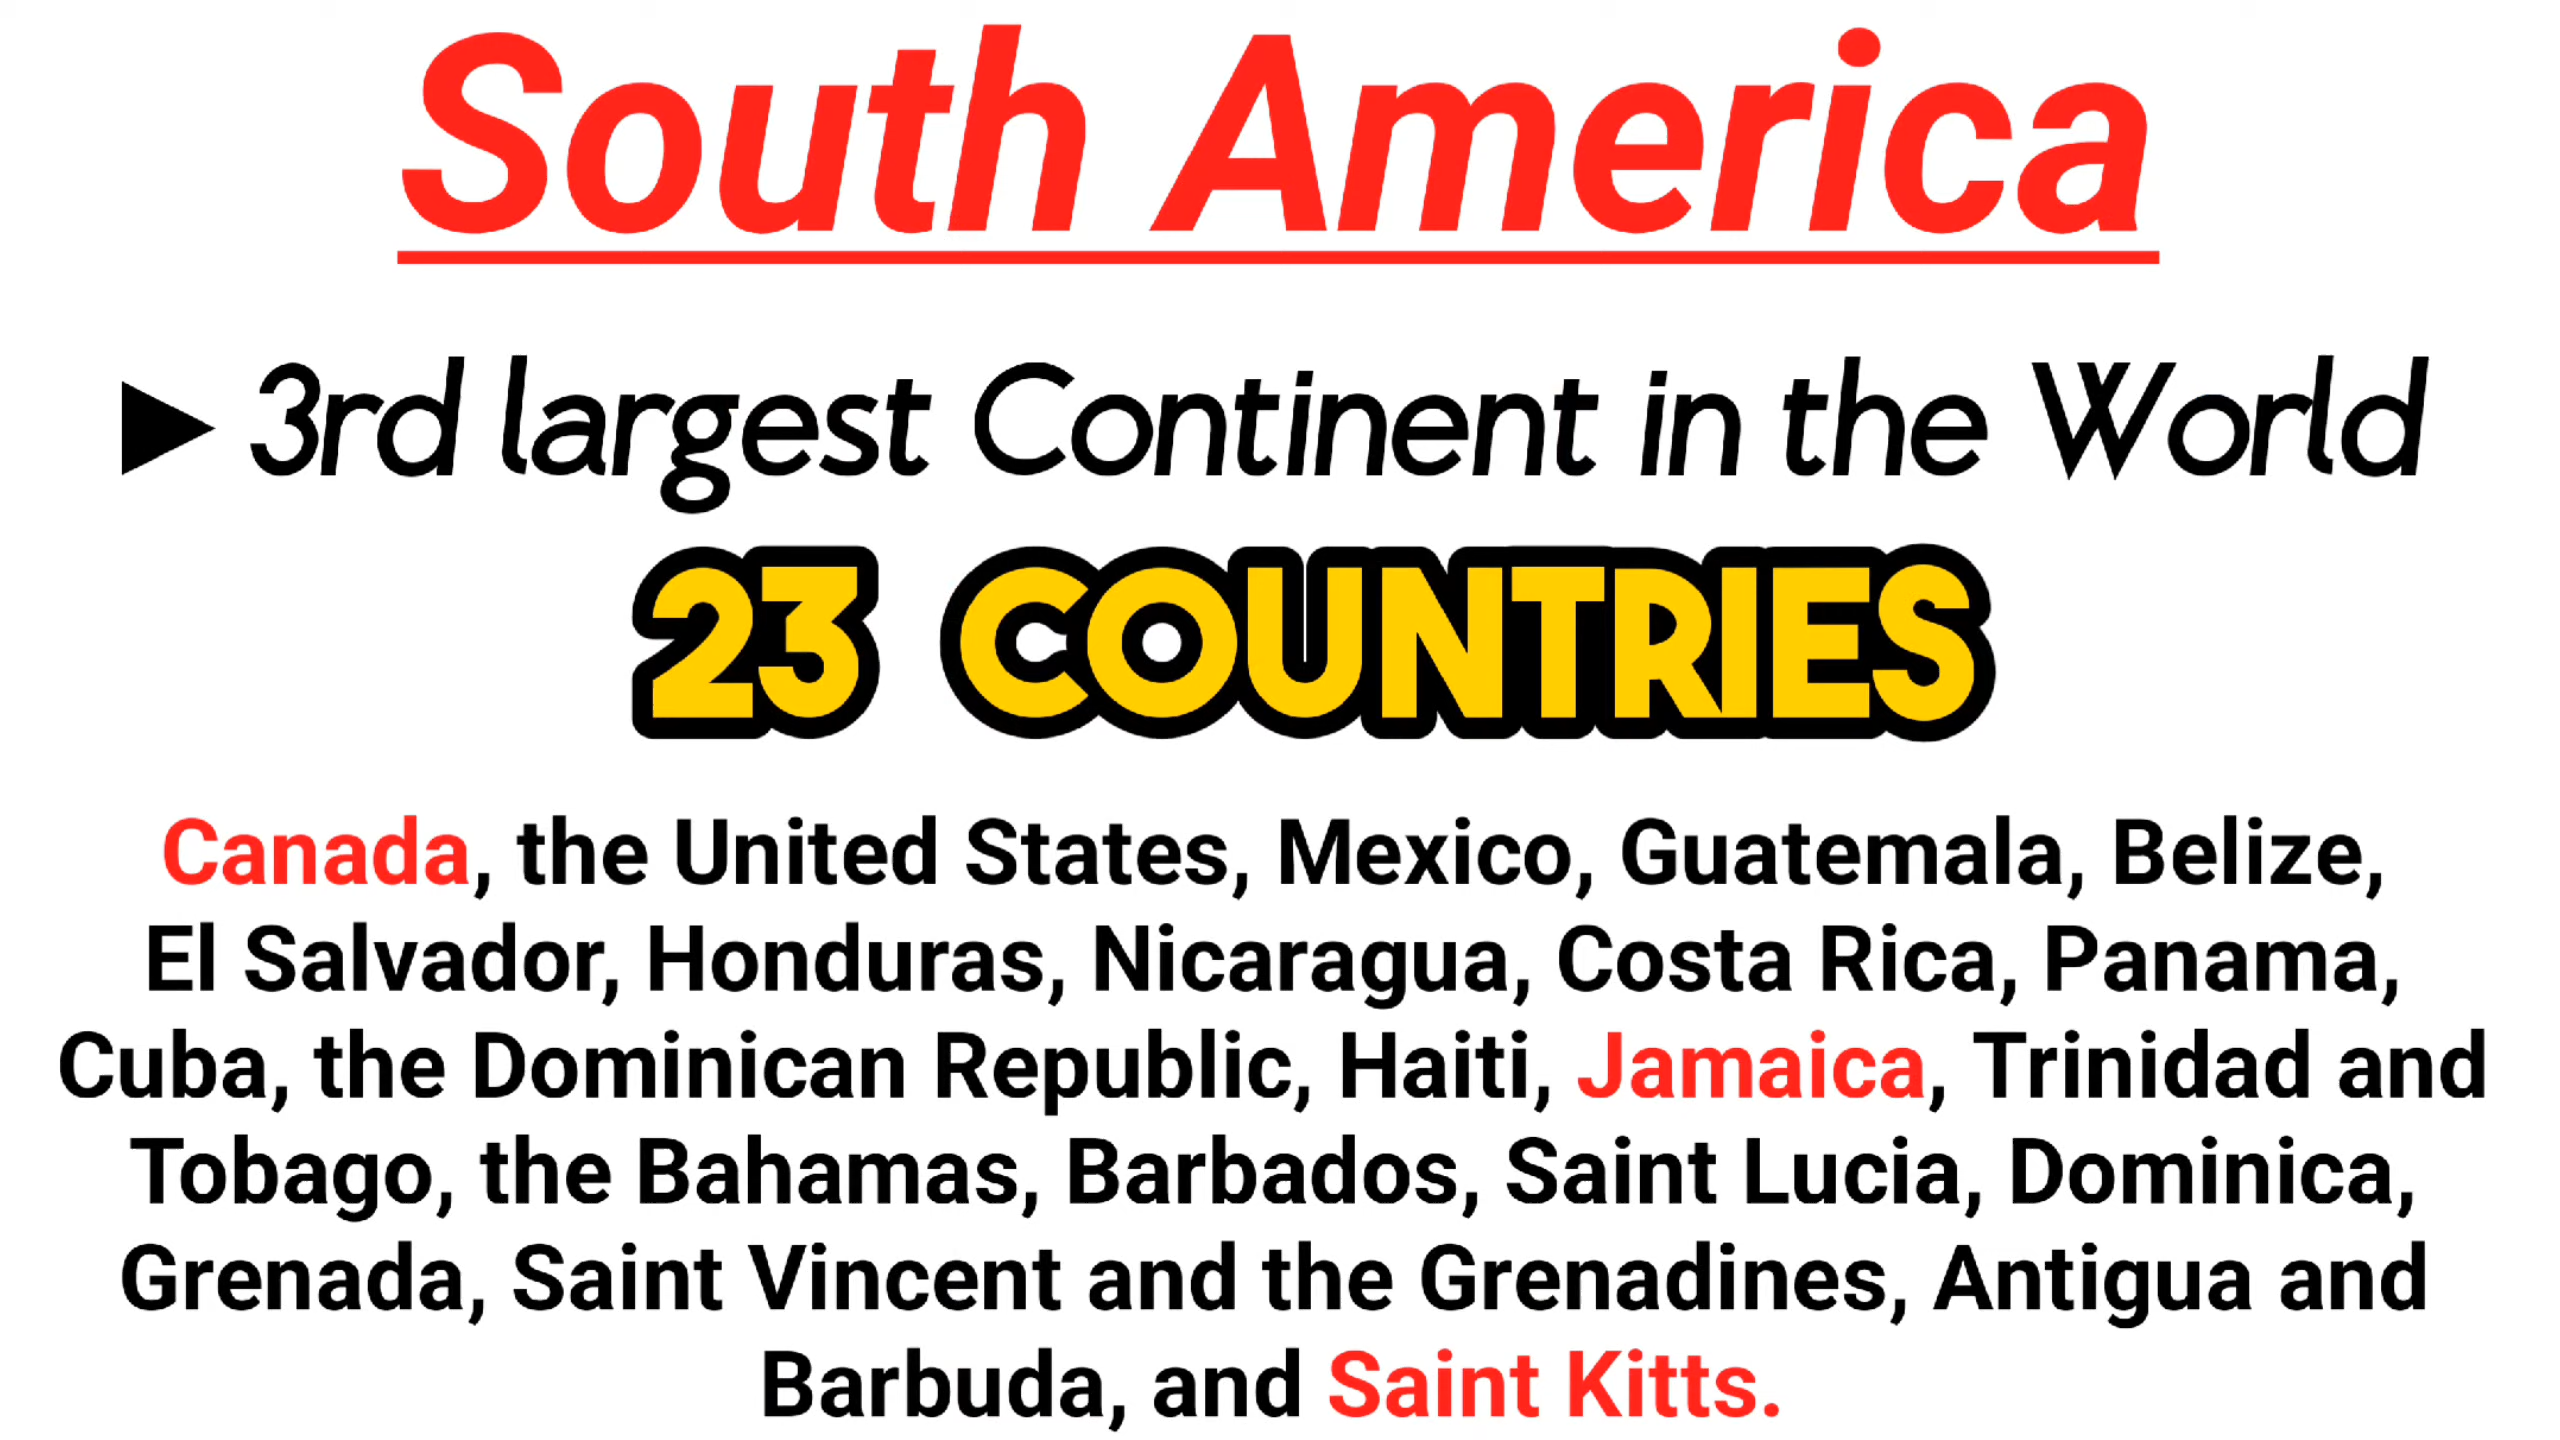 South America
► 3rd largest Continent in the World
23 COUNTRIES
Canada, the United States, Mexico, Guatemala, Belize,
El Salvador, Honduras, Nicaragua, Costa Rica, Panama,
Cuba, the Dominican Republic, Haiti, Jamaica, Trinidad and
Tobago, the Bahamas, Barbados, Saint Lucia, Dominica,
Grenada, Saint Vincent and the Grenadines, Antigua and
Barbuda, and Saint Kitts.